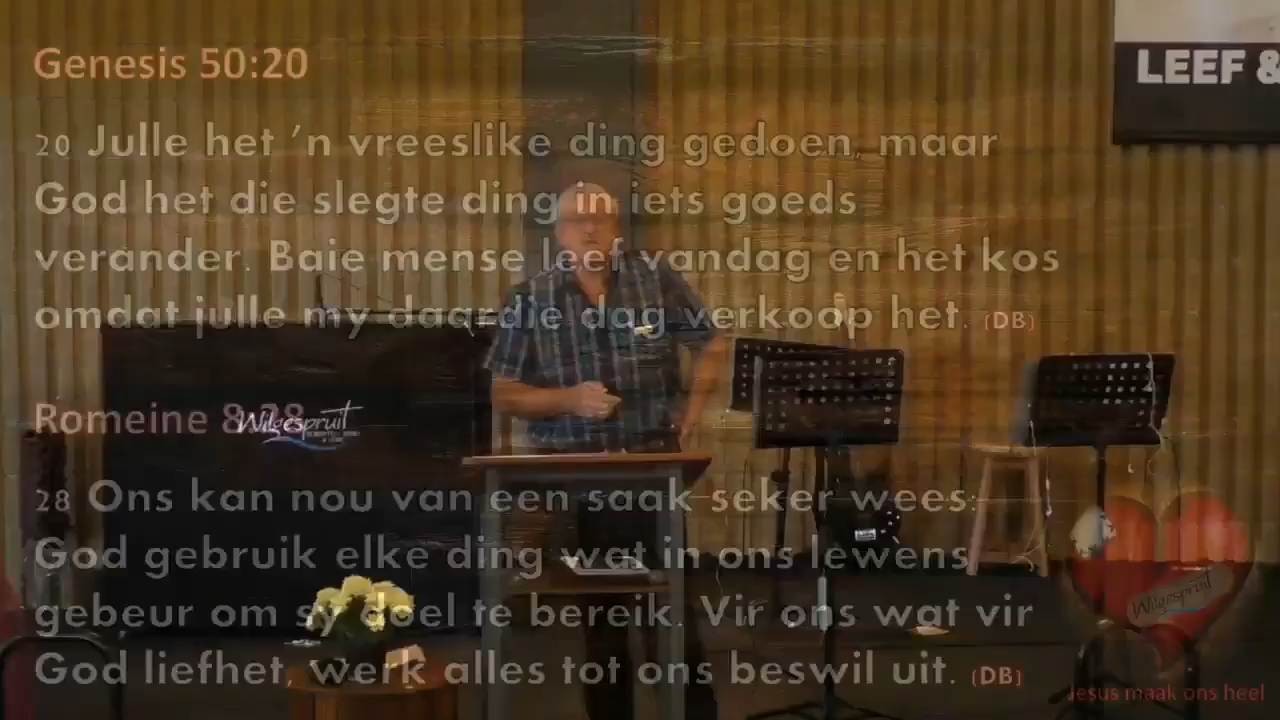 LEEF &
Genesis 50:20
20 Julle het 'n vreeslike ding gedoen, maar
God het die slegte ding in iets goeds
verander. Baie mense leef vandag en het kos
omdat julle my daardie dag verkoop het. (DB)
Romeine 8:28
Wilgespruit
28 Ons kan nou van een saak seker wees:
God gebruik elke ding wat in ons lewens
gebeur om sy doel te bereik. Vir ons wat vir
God liefhet, werk alles tot ons beswil uit. (DB)
Wilgespruit
Jesus maak ons heel